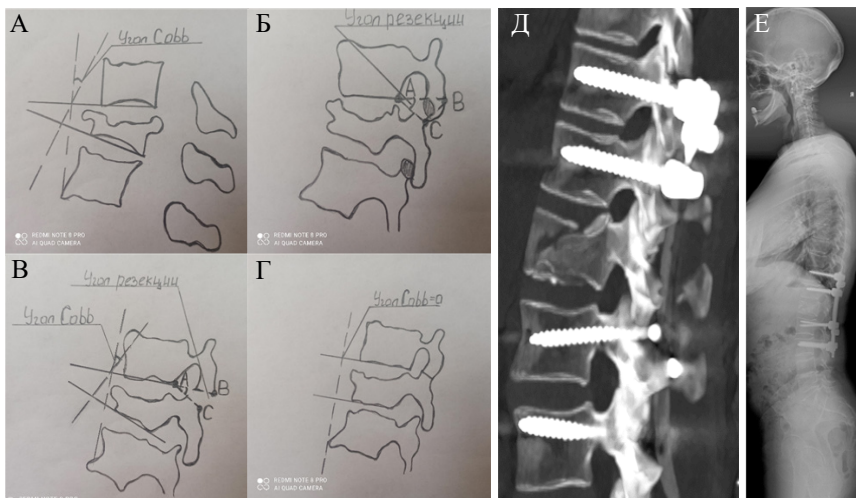 А
Угол Cobb
REDMI NOTE 8 PRO
AI QUAD CAMERA
Б
Угол резекции
А
В
С
REDMI NOTE 8 PRO
AI QUAD CAMERA
В
Угол резекции
Угол Cobb
А
В
С
Г
Угол Cobb=0
REDMI NOTE 8 PRO
AI QUAD CAMERA
Д
Е